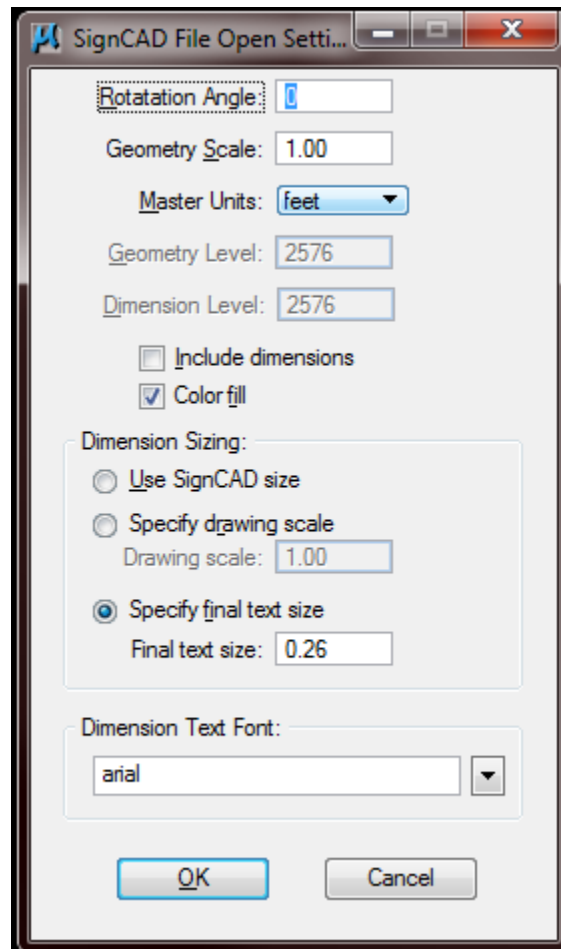 SignCAD File Open Setti...
Rotatation Angle: 0
Geometry Scale: 1.00
Master Units: feet
Geometry Level: 2576
Dimension Level: 2576
Include dimensions
Color fill
Dimension Sizing:
Use SignCAD size
Specify drawing scale
Drawing scale: 1.00
Specify final text size
Final text size: 0.26
Dimension Text Font:
arial
OK Cancel